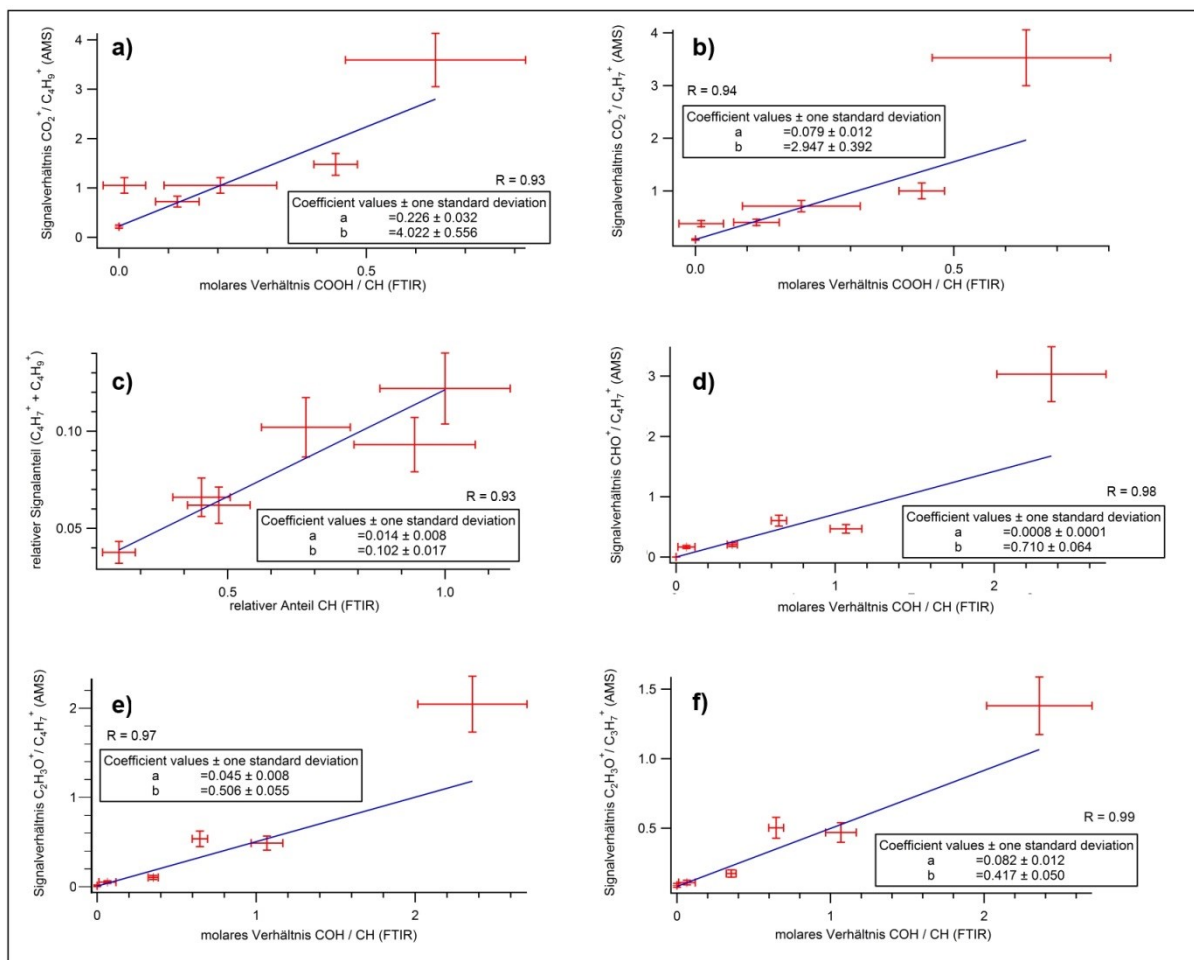 a)
Signalverhältnis CO₂⁺/ C₄H₉⁺ (AMS)
4
3
2
1
0
R = 0.93
Coefficient values ± one standard deviation
a =0.226 ± 0.032
b =4.022 ± 0.556
0.0 0.5
molares Verhältnis COOH / CH (FTIR)
b)
Signalverhältnis CO₂⁺/ C₄H₇⁺ (AMS)
4
3
2
1
R = 0.94
Coefficient values ± one standard deviation
a =0.079 ± 0.012
b =2.947 ± 0.392
0.0 0.5
molares Verhältnis COOH / CH (FTIR)
c)
relativer Signalanteil (C₄H₇⁺ + C₄H₉⁺)
0.10
0.05
R = 0.93
Coefficient values ± one standard deviation
a =0.014 ± 0.008
b =0.102 ± 0.017
0.5 1.0
relativer Anteil CH (FTIR)
d)
Signalverhältnis CHO⁺/ C₄H₇⁺ (AMS)
3
2
1
0
R = 0.98
Coefficient values ± one standard deviation
a =0.0008 ± 0.0001
b =0.710 ± 0.064
0 2
molares Verhältnis COH / CH (FTIR)
e)
Signalverhältnis C₂H₃O⁺/ C₄H₇⁺ (AMS)
2
1
0
R = 0.97
Coefficient values ± one standard deviation
a =0.045 ± 0.008
b =0.506 ± 0.055
0 1 2
molares Verhältnis COH / CH (FTIR)
f)
Signalverhältnis C₂H₃O⁺/ C₃H₇⁺ (AMS)
1.5
1.0
0.5
R = 0.99
Coefficient values ± one standard deviation
a =0.082 ± 0.012
b =0.417 ± 0.050
0 1 2
molares Verhältnis COH / CH (FTIR)